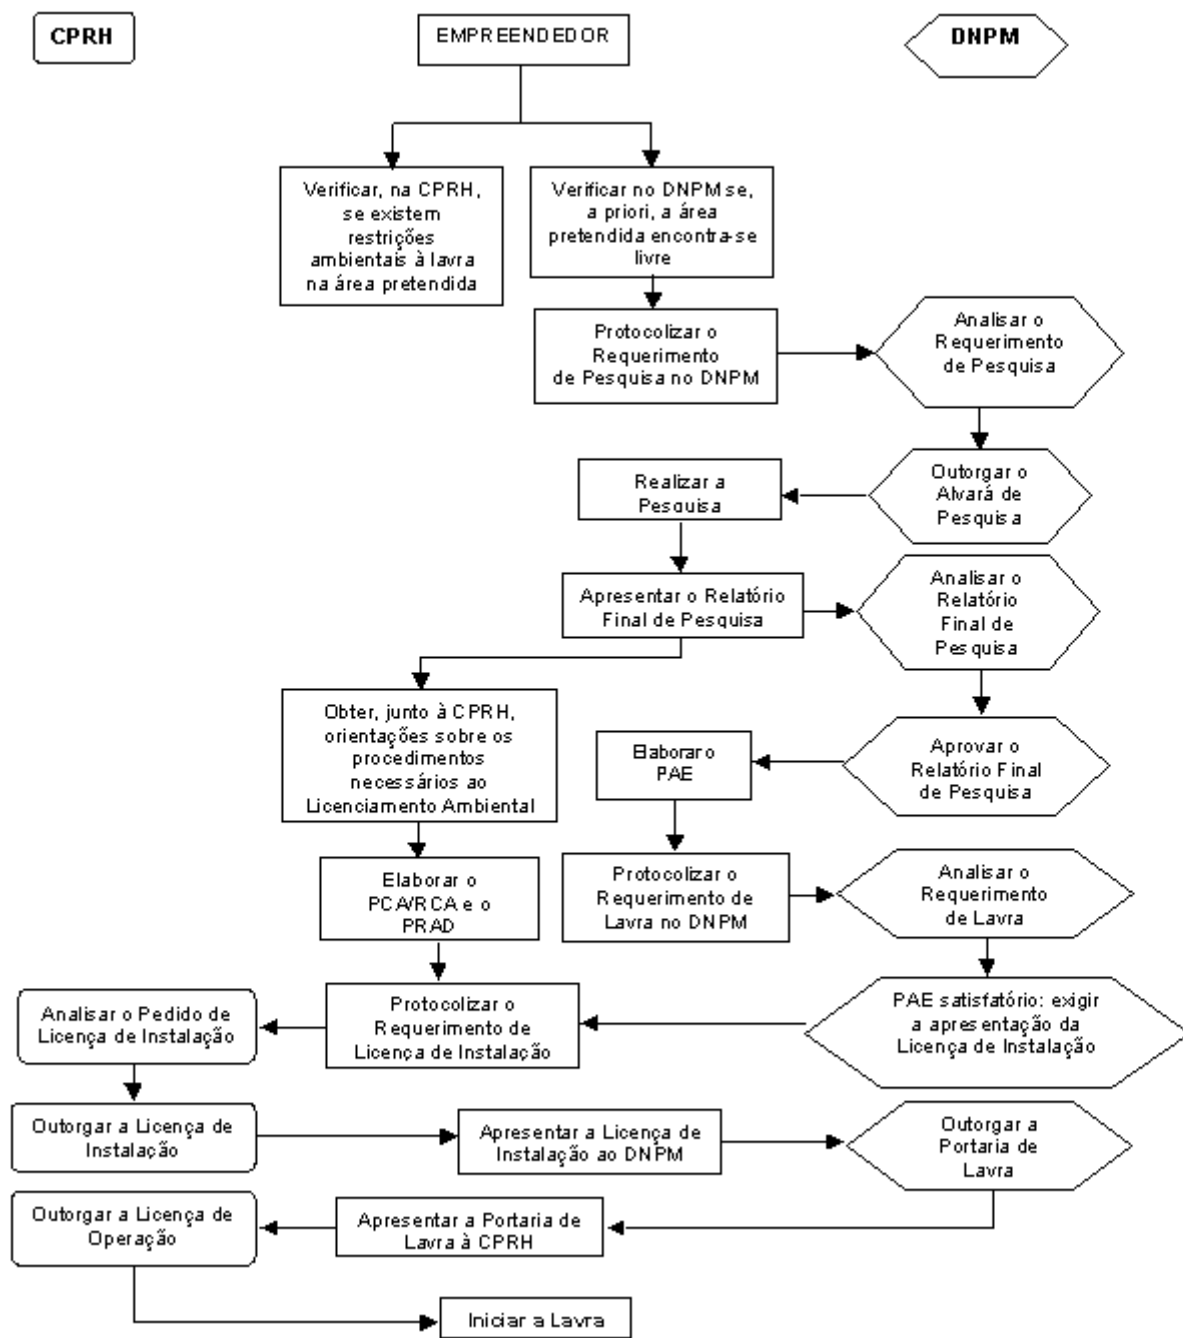 CPRH
EMPREENDEDOR
DNPM
Verificar, na CPRH,
se existem
restrições
ambientais à lavra
na área pretendida
Verificar no DNPM se,
a priori, a área
pretendida encontra-se
livre
Protocolizar o
Requerimento
de Pesquisa no DNPM
Analisar o
Requerimento
de Pesquisa
Realizar a
Pesquisa
Outorgar o
Alvará de
Pesquisa
Apresentar o Relatório
Final de Pesquisa
Analisar o
Relatório
Final de
Pesquisa
Obter, junto à CPRH,
orientações sobre os
procedimentos
necessários ao
Licenciamento Ambiental
Elaborar o
PAE
Aprovar o
Relatório Final
de Pesquisa
Elaborar o
PCA/RCA e o
PRAD
Protocolizar o
Requerimento de
Lavra no DNPM
Analisar o
Requerimento
de Lavra
Analisar o Pedido de
Licença de Instalação
Protocolizar o
Requerimento de
Licença de Instalação
PAE satisfatório: exigir
a apresentação da
Licença de Instalação
Outorgar a Licença de
Instalação
Apresentar a Licença de
Instalação ao DNPM
Outorgar a
Portaria de
Lavra
Outorgar a Licença de
Operação
Apresentar a Portaria de
Lavra à CPRH
Iniciar a Lavra